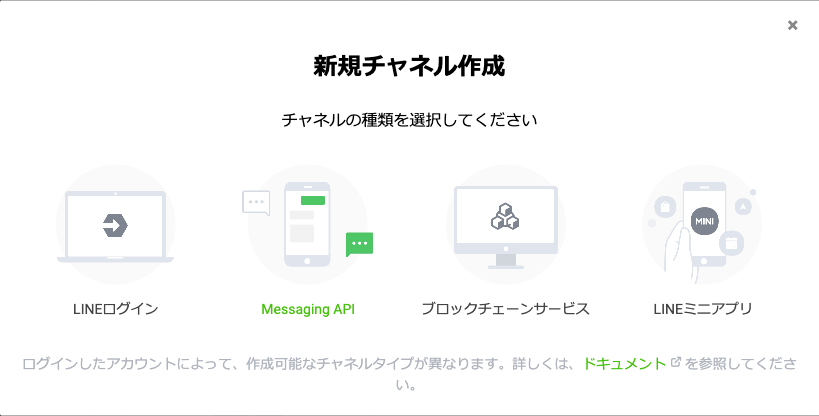 ×
新規チャネル作成
チャネルの種類を選択してください
MINI
LINEログイン
Messaging API
ブロックチェーンサービス
LINEミニアプリ
ログインしたアカウントによって、作成可能なチャネルタイプが異なります。詳しくは、ドキュメント を参照してくださ
い。